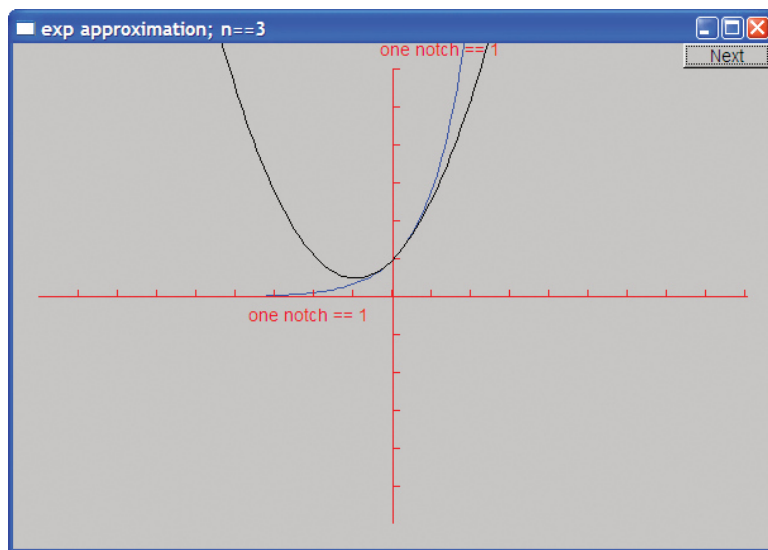 exp approximation; n==3
one notch == 1
Next
one notch == 1